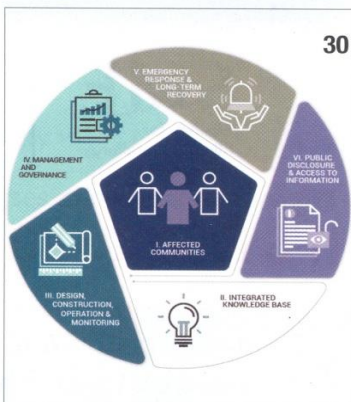 30
V. EMERGENCY
RESPONSE &
LONG-TERM
RECOVERY
IV. MANAGEMENT
AND
GOVERNANCE
VI. PUBLIC
DISCLOSURE
& ACCESS TO
INFORMATION
I. AFFECTED
COMMUNITIES
III. DESIGN,
CONSTRUCTION,
OPERATION &
MONITORING
II. INTEGRATED
KNOWLEDGE BASE